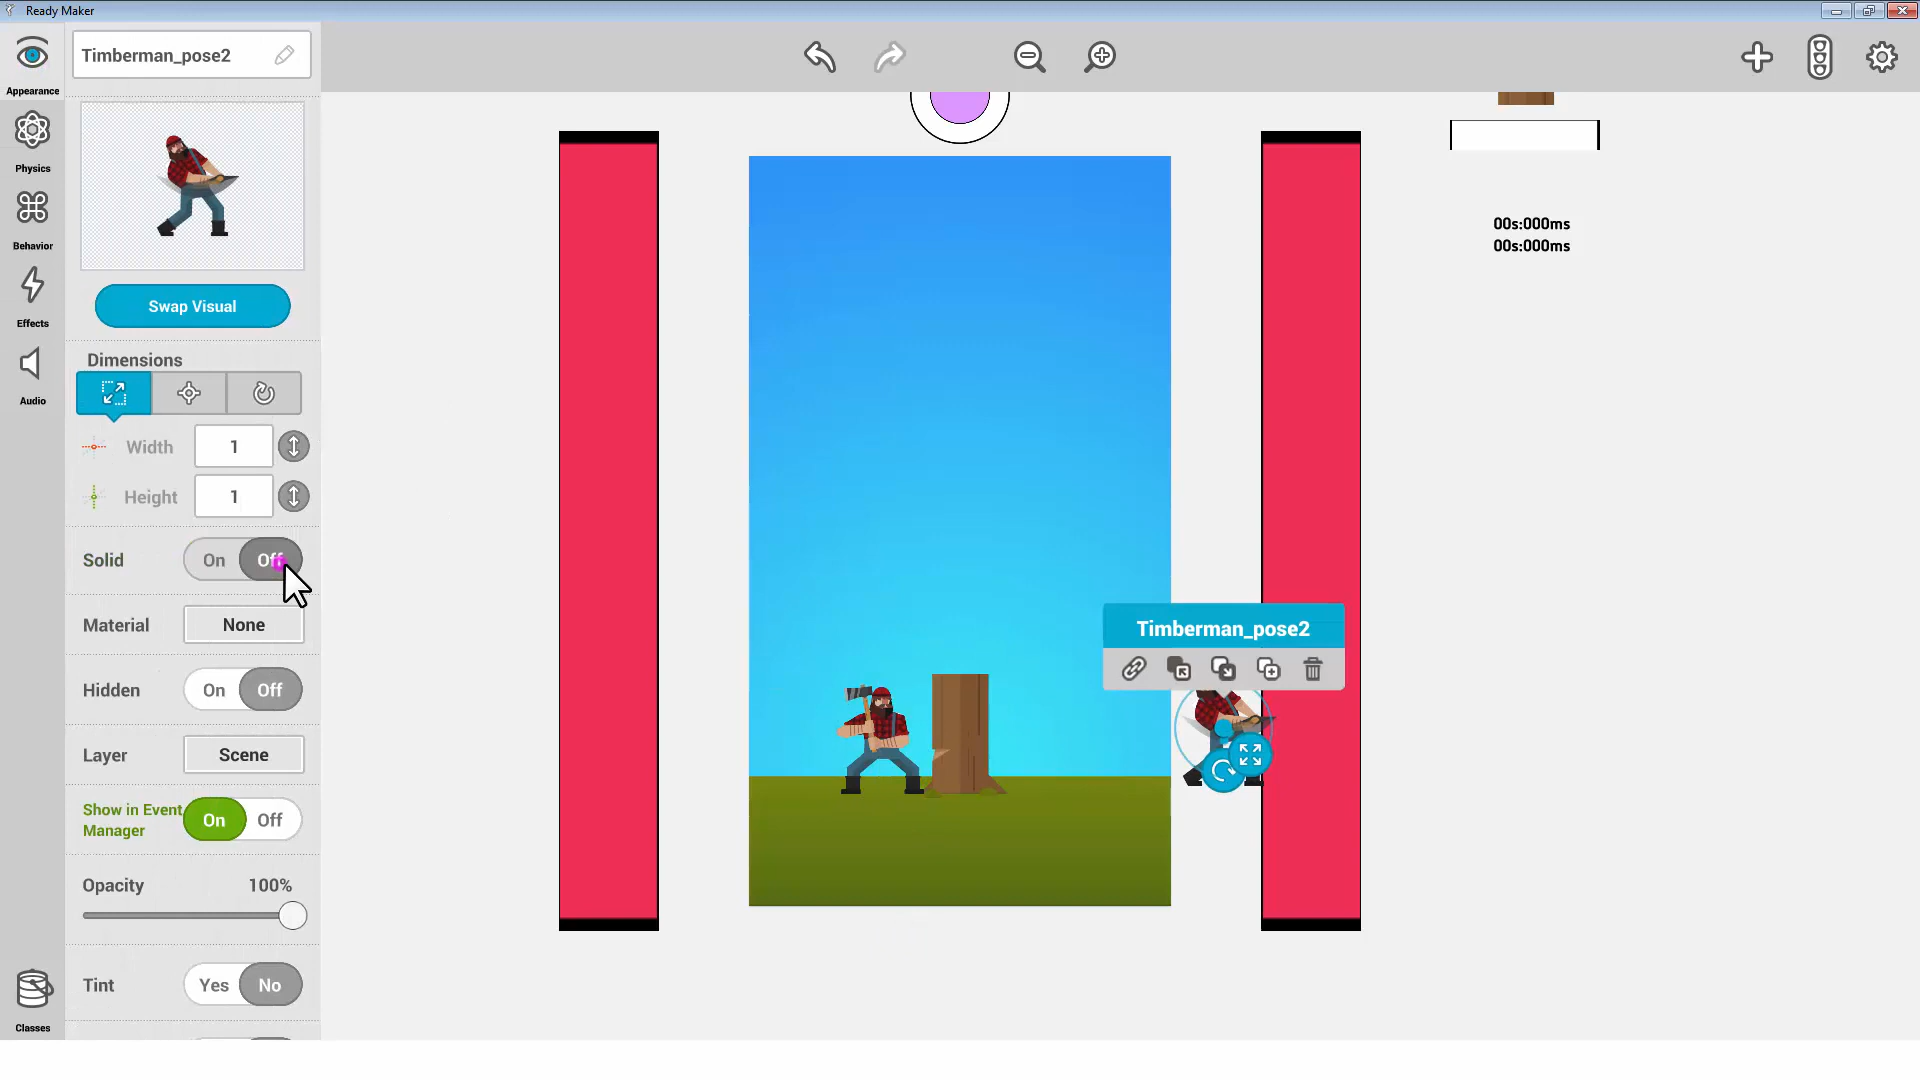 Ready Maker
Timberman_pose2
Appearance
Physics
Behavior
Effects
Audio
Classes
Swap Visual
Dimensions
Width 1
Height 1
Solid On Off
Material None
Hidden On Off
Layer Scene
Show in Event
Manager On Off
Opacity 100%
Tint Yes No
Timberman_pose2
00s:000ms
00s:000ms